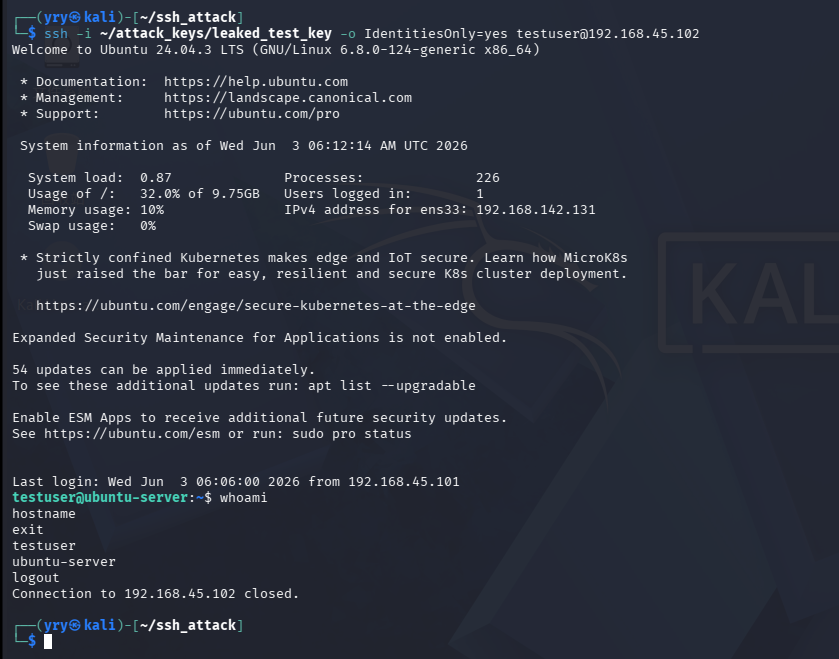 ┌──(yry㉿kali)-[~/ssh_attack]
└─$ ssh -i ~/attack_keys/leaked_test_key -o IdentitiesOnly=yes testuser@192.168.45.102
Welcome to Ubuntu 24.04.3 LTS (GNU/Linux 6.8.0-124-generic x86_64)

 * Documentation:  https://help.ubuntu.com
 * Management:     https://landscape.canonical.com
 * Support:        https://ubuntu.com/pro

 System information as of Wed Jun  3 06:12:14 AM UTC 2026

  System load:  0.87               Processes:              226
  Usage of /:   32.0% of 9.75GB   Users logged in:        1
  Memory usage: 10%               IPv4 address for ens33: 192.168.142.131
  Swap usage:   0%

 * Strictly confined Kubernetes makes edge and IoT secure. Learn how MicroK8s
   just raised the bar for easy, resilient and secure K8s cluster deployment.

   https://ubuntu.com/engage/secure-kubernetes-at-the-edge

Expanded Security Maintenance for Applications is not enabled.

54 updates can be applied immediately.
To see these additional updates run: apt list --upgradable

Enable ESM Apps to receive additional future security updates.
See https://ubuntu.com/esm or run: sudo pro status


Last login: Wed Jun  3 06:06:00 2026 from 192.168.45.101
testuser@ubuntu-server:~$ whoami
hostname
exit
testuser
ubuntu-server
logout
Connection to 192.168.45.102 closed.

┌──(yry㉿kali)-[~/ssh_attack]
└─$
KAL